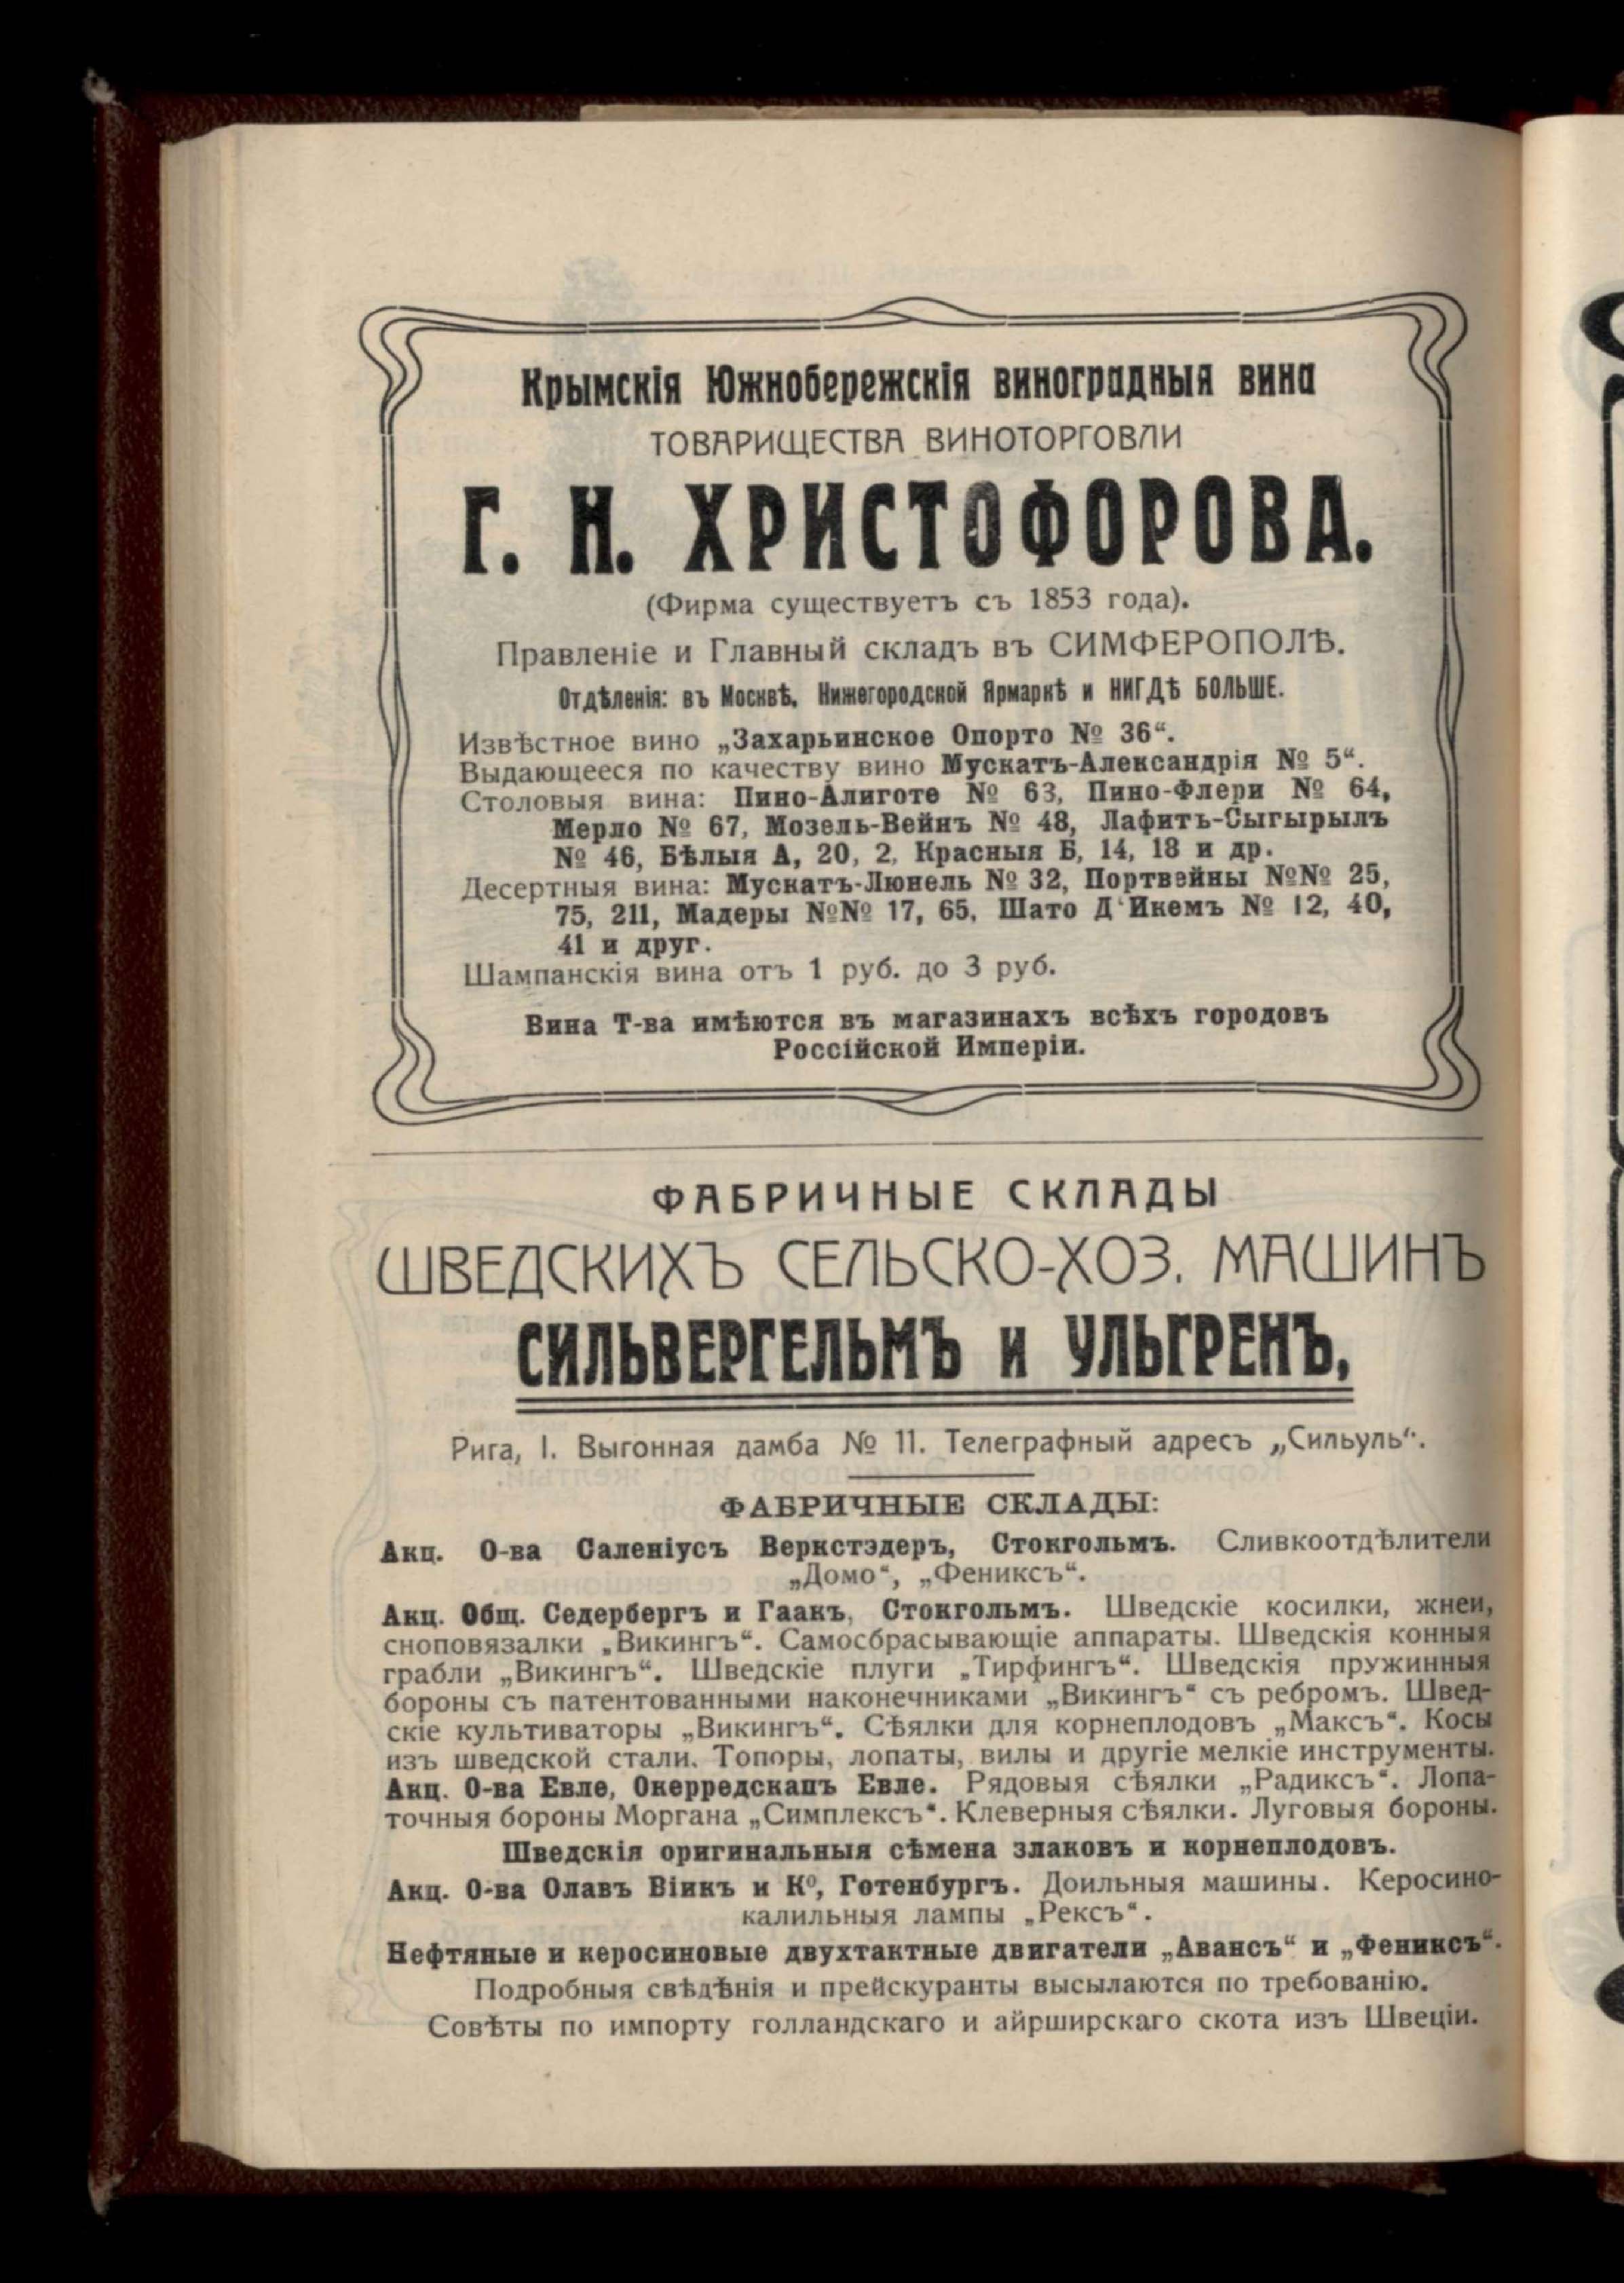 Крымскія Южнобережскія виноградныя вина
ТОВАРИЩЕСТВА ВИНОТОРГОВЛИ
Г. Н. ХРИСТОФОРОВА.
(Фирма существуетъ съ 1853 года).
Правленіе и Главный складъ въ СИМФЕРОПОЛѢ.
Отдѣленія: въ Москвѣ, Нижегородской Ярмаркѣ и НИГДѢ БОЛЬШЕ.
Извѣстное вино „Захарьинское Опорто № 36“.
Выдающееся по качеству вино Мускатъ-Александрія № 5“.
Столовыя вина: Пино-Алиготе № 63, Пино-Флери № 64,
Мерло № 67, Мозель-Вейнъ № 48, Лафитъ-Сыгырылъ
№ 46, Бѣлыя А, 20, 2, Красныя Б, 14, 18 и др.
Десертныя вина: Мускатъ-Люнель № 32, Портвейны №№ 25,
75, 211, Мадеры №№ 17, 65, Шато Д‘Икемъ № 12, 40,
41 и друг.
Шампанскія вина отъ 1 руб. до 3 руб.
Вина Т-ва имѣются въ магазинахъ всѣхъ городовъ
Россійской Имперіи.
ФАБРИЧНЫЕ СКЛАДЫ
ШВЕДСКИХЪ СЕЛЬСКО-ХОЗ. МАШИНЪ
СИЛЬВЕРГЕЛЬМЪ и УЛЬГРЕНЪ,
Рига, I. Выгонная дамба № 11. Телеграфный адресъ „Сильуль“.
ФАБРИЧНЫЕ СКЛАДЫ:
Акц. О-ва Саленіусъ Веркстэдеръ, Стокгольмъ. Сливкоотдѣлители
„Домо“, „Фениксъ“.
Акц. Общ. Седербергъ и Гаакъ, Стокгольмъ. Шведскіе косилки, жнеи,
сноповязалки „Викингъ“. Самосбрасывающіе аппараты. Шведскія конныя
грабли „Викингъ“. Шведскіе плуги „Тирфингъ“. Шведскія пружинныя
бороны съ патентованными наконечниками „Викингъ“ съ ребромъ. Швед-
скіе культиваторы „Викингъ“. Сѣялки для корнеплодовъ „Максъ“. Косы
изъ шведской стали. Топоры, лопаты, вилы и другіе мелкіе инструменты.
Акц. О-ва Евле, Окерредскапъ Евле. Рядовыя сѣялки „Радиксъ“. Лопа-
точныя бороны Моргана „Симплексъ“. Клеверныя сѣялки. Луговыя бороны.
Шведскія оригинальныя сѣмена злаковъ и корнеплодовъ.
Акц. О-ва Олавъ Віикъ и К⁰, Готенбургъ. Доильныя машины. Керосино-
калильныя лампы „Рексъ“.
Нефтяные и керосиновые двухтактные двигатели „Авансъ“ и „Фениксъ“.
Подробныя свѣдѣнія и прейскуранты высылаются по требованію.
Совѣты по импорту голландскаго и айрширскаго скота изъ Швеціи.